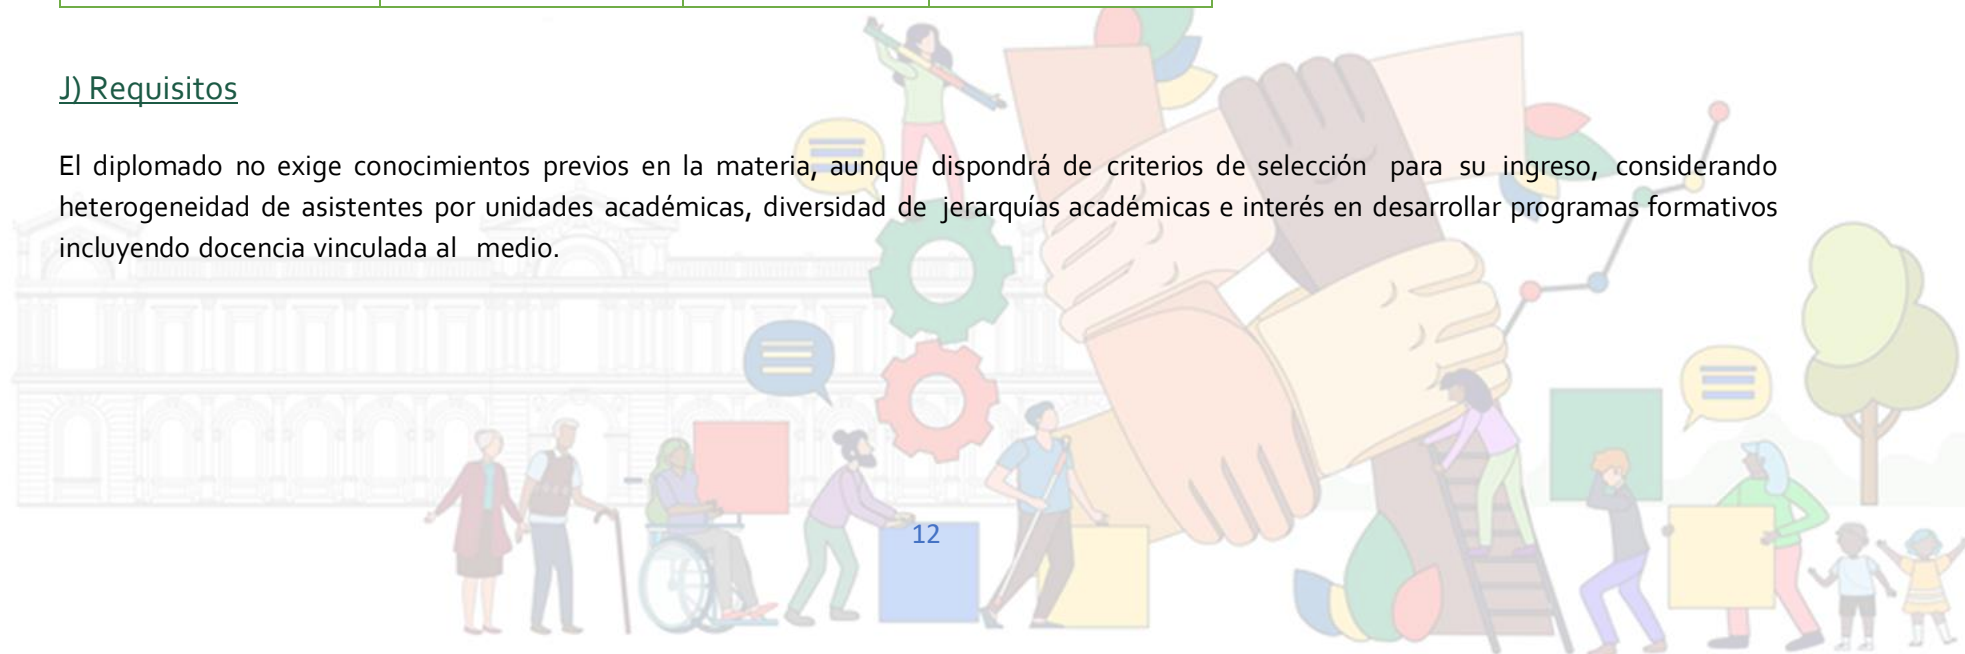 J) Requisitos
El diplomado no exige conocimientos previos en la materia, aunque dispondrá de criterios de selección para su ingreso, considerando
heterogeneidad de asistentes por unidades académicas, diversidad de jerarquías académicas e interés en desarrollar programas formativos
incluyendo docencia vinculada al medio.
12